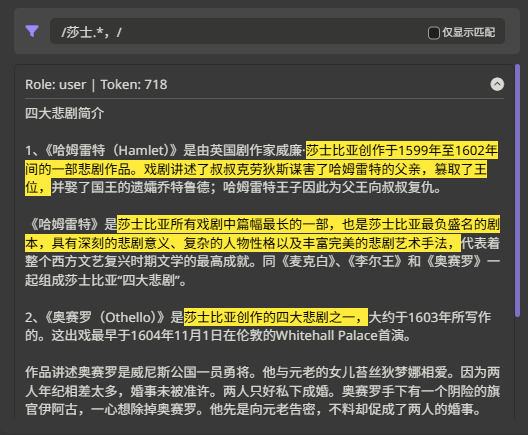 /莎士.*，/
仅显示匹配
Role: user | Token: 718
四大悲剧简介
1、《哈姆雷特（Hamlet）》是由英国剧作家威廉·莎士比亚创作于1599年至1602年
间的一部悲剧作品。戏剧讲述了叔叔克劳狄斯谋害了哈姆雷特的父亲，篡取了王
位，并娶了国王的遗孀乔特鲁德；哈姆雷特王子因此为父王向叔叔复仇。
《哈姆雷特》是莎士比亚所有戏剧中篇幅最长的一部，也是莎士比亚最负盛名的剧
本，具有深刻的悲剧意义、复杂的人物性格以及丰富完美的悲剧艺术手法，代表着
整个西方文艺复兴时期文学的最高成就。同《麦克白》、《李尔王》和《奥赛罗》一
起组成莎士比亚“四大悲剧”。
2、《奥赛罗（Othello）》是莎士比亚创作的四大悲剧之一，大约于1603年所写作
的。这出戏最早于1604年11月1日在伦敦的Whitehall Palace首演。
作品讲述奥赛罗是威尼斯公国一员勇将。他与元老的女儿苔丝狄梦娜相爱。因为两
人年纪相差太多，婚事未被准许。两人只好私下成婚。奥赛罗手下有一个阴险的旗
官伊阿古，一心想除掉奥赛罗。他先是向元老告密，不料却促成了两人的婚事。